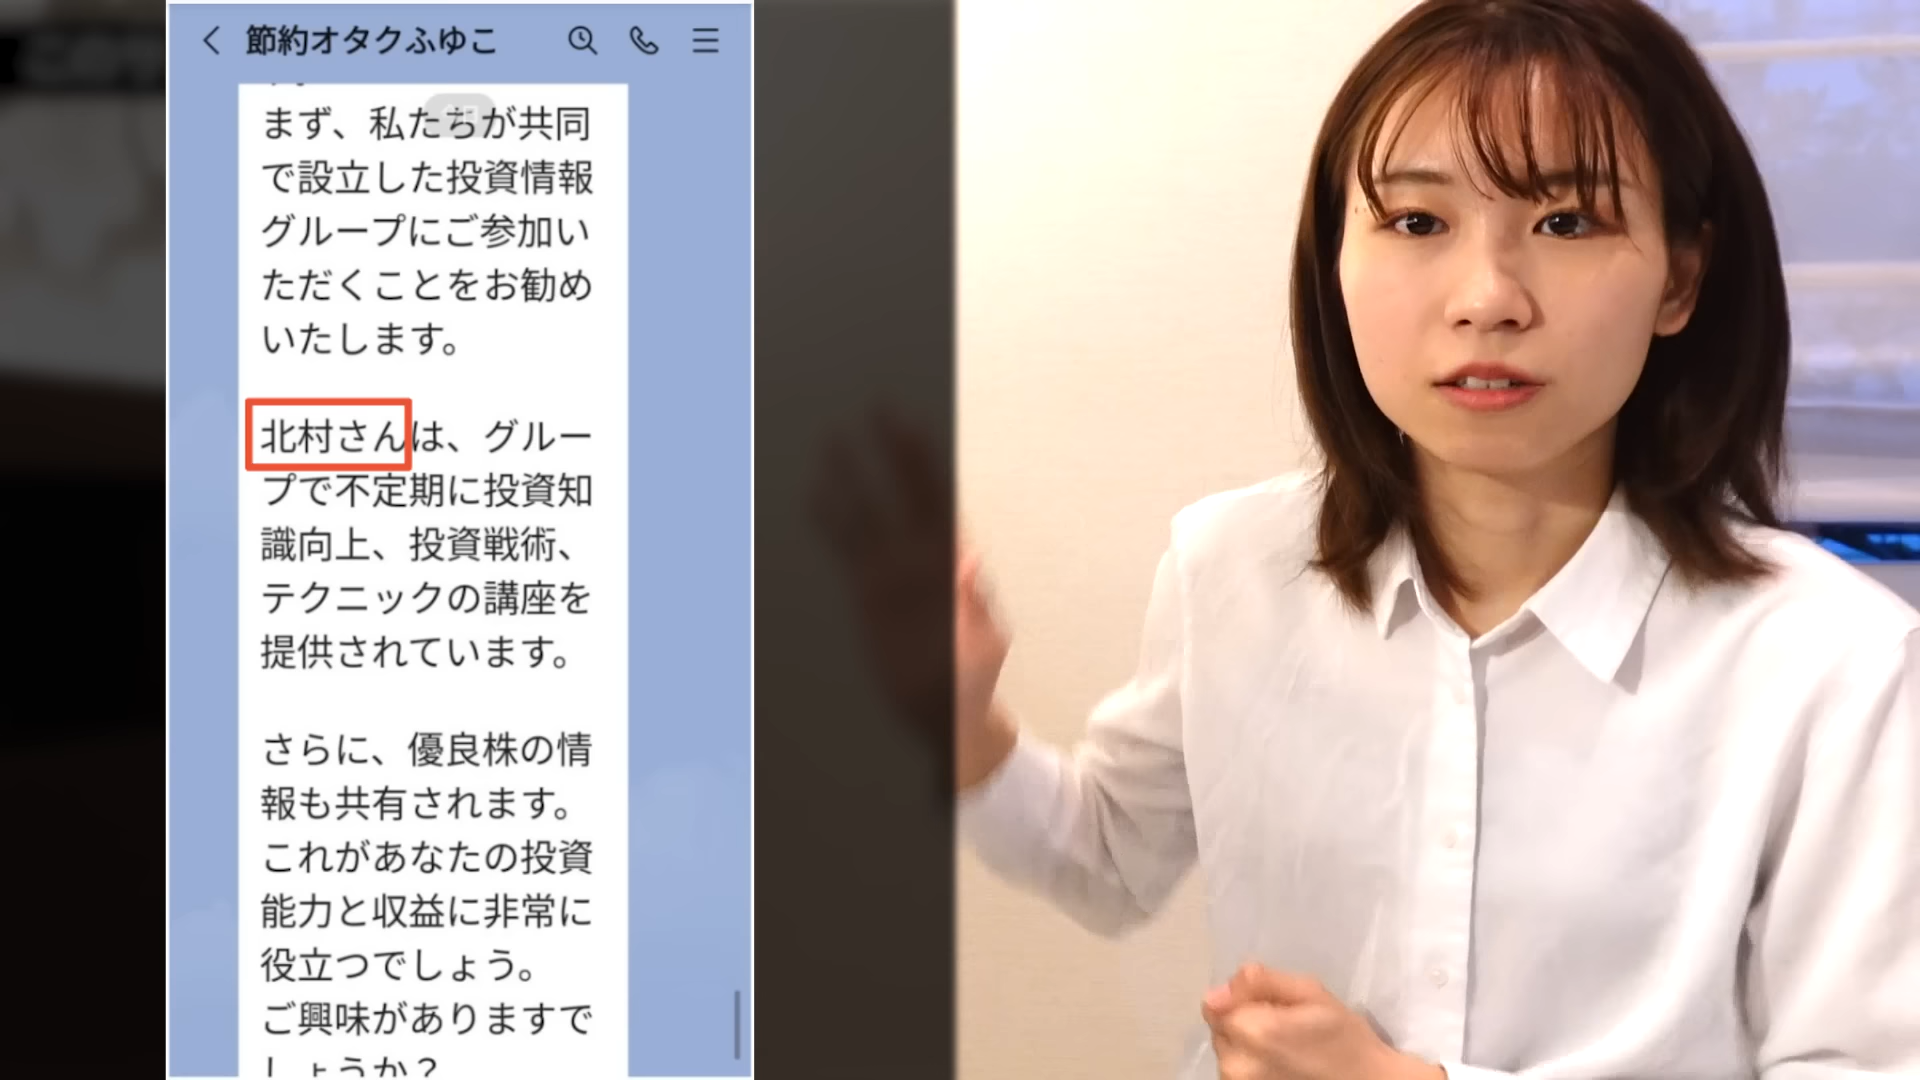 節約オタクふゆこ
まず、私たちが共同
で設立した投資情報
グループにご参加い
ただくことをお勧め
いたします。
北村さんは、グルー
プで不定期に投資知
識向上、投資戦術、
テクニックの講座を
提供されています。
さらに、優良株の情
報も共有されます。
これがあなたの投資
能力と収益に非常に
役立つでしょう。
ご興味がありますで
しょうか？